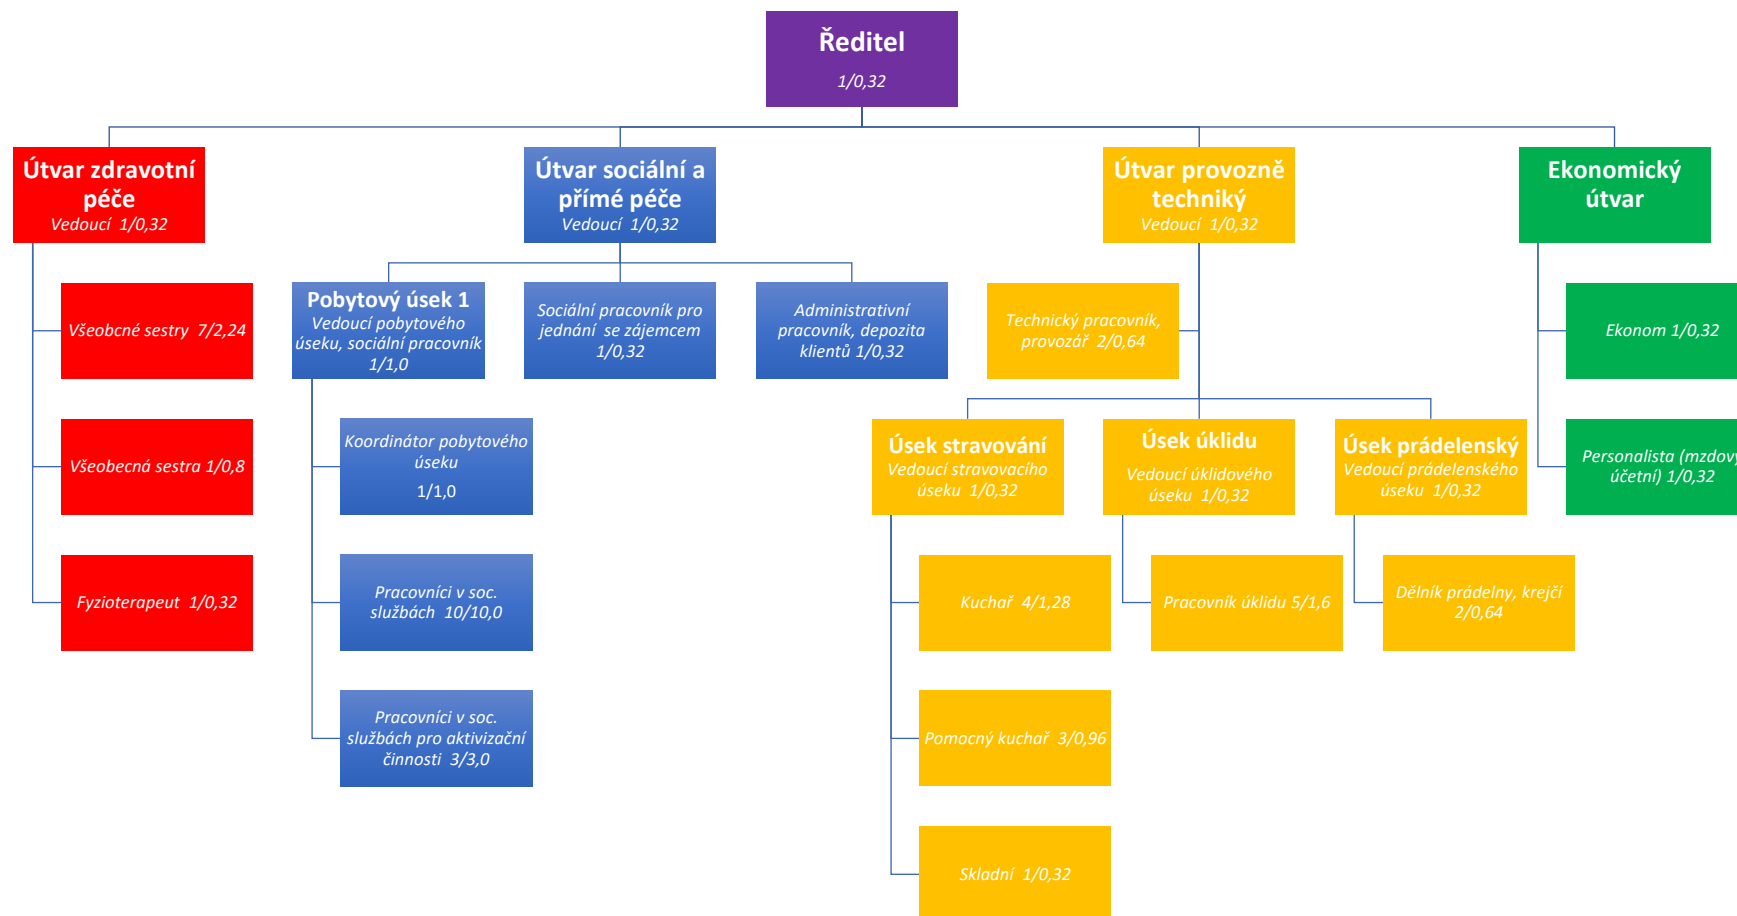 Ředitel
1/0,32
Útvar zdravotní
péče
Vedoucí 1/0,32
Všeobcné sestry 7/2,24
Všeobecná sestra 1/0,8
Fyzioterapeut 1/0,32
Útvar sociální a
přímé péče
Vedoucí 1/0,32
Pobytový úsek 1
Vedoucí pobytového
úseku, sociální pracovník
1/1,0
Koordinátor pobytového
úseku
1/1,0
Pracovníci v soc.
službách 10/10,0
Pracovníci v soc.
službách pro aktivizační
činnosti 3/3,0
Sociální pracovník pro
jednání se zájemcem
1/0,32
Administrativní
pracovník, depozita
klientů 1/0,32
Útvar provozně
techniký
Vedoucí 1/0,32
Technický pracovník,
provozář 2/0,64
Úsek stravování
Vedoucí stravovacího
úseku 1/0,32
Kuchař 4/1,28
Pomocný kuchař 3/0,96
Skladní 1/0,32
Úsek úklidu
Vedoucí úklidového
úseku 1/0,32
Pracovník úklidu 5/1,6
Úsek prádelenský
Vedoucí prádelenského
úseku 1/0,32
Dělník prádelny, krejčí
2/0,64
Ekonomický
útvar
Ekonom 1/0,32
Personalista (mzdový
účetní) 1/0,32